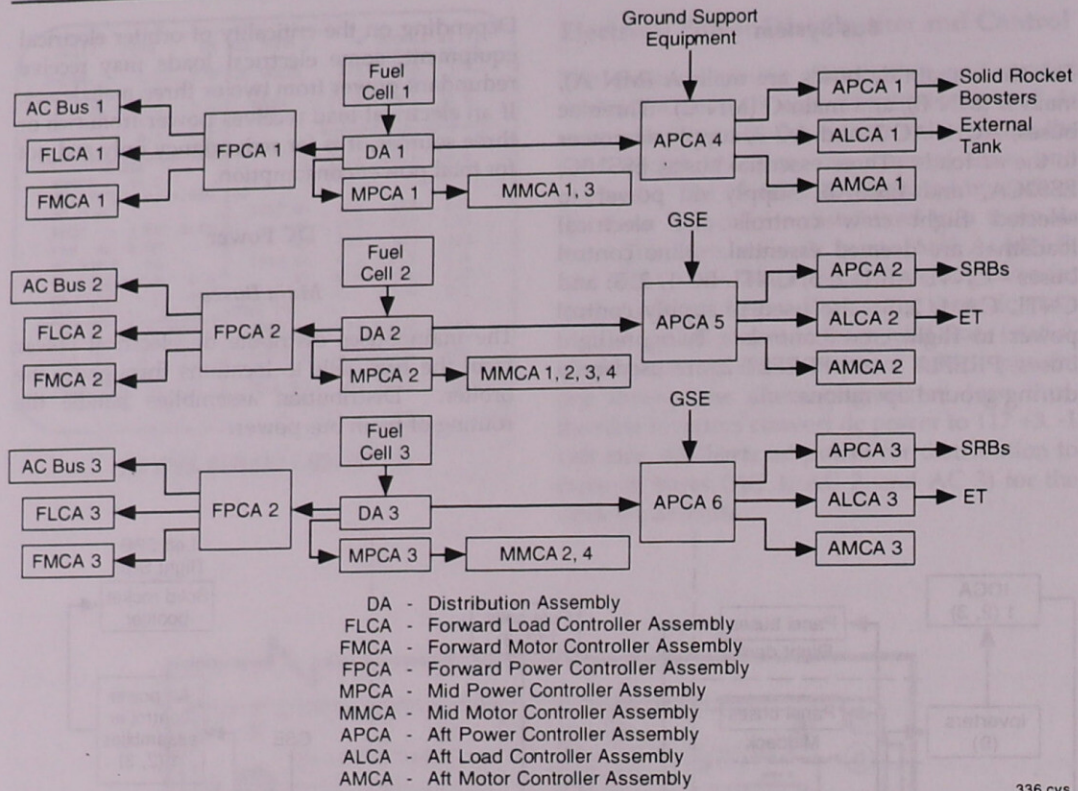 Ground Support
Equipment
Fuel
Cell 1
AC Bus 1
FLCA 1
FMCA 1
FPCA 1
DA 1
MPCA 1
MMCA 1, 3
APCA 4
APCA 1
ALCA 1
AMCA 1
Solid Rocket
Boosters
External
Tank
GSE
Fuel
Cell 2
AC Bus 2
FLCA 2
FMCA 2
FPCA 2
DA 2
MPCA 2
MMCA 1, 2, 3, 4
APCA 5
APCA 2
ALCA 2
AMCA 2
SRBs
ET
GSE
Fuel
Cell 3
AC Bus 3
FLCA 3
FMCA 3
FPCA 2
DA 3
MPCA 3
MMCA 2, 4
APCA 6
APCA 3
ALCA 3
AMCA 3
SRBs
ET
DA - Distribution Assembly
FLCA - Forward Load Controller Assembly
FMCA - Forward Motor Controller Assembly
FPCA - Forward Power Controller Assembly
MPCA - Mid Power Controller Assembly
MMCA - Mid Motor Controller Assembly
APCA - Aft Power Controller Assembly
ALCA - Aft Load Controller Assembly
AMCA - Aft Motor Controller Assembly
336.cvs